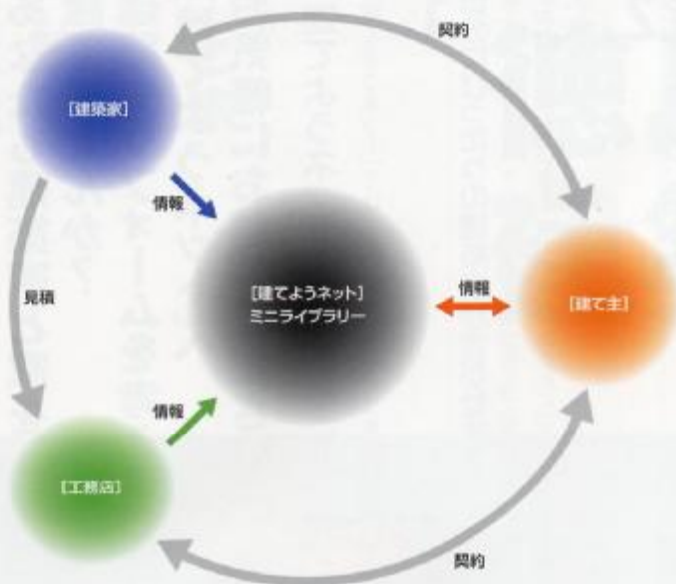 契約
[建築家]
情報
[建てようネット]
ミニライブラリー
情報
[建て主]
見積
情報
[工務店]
契約